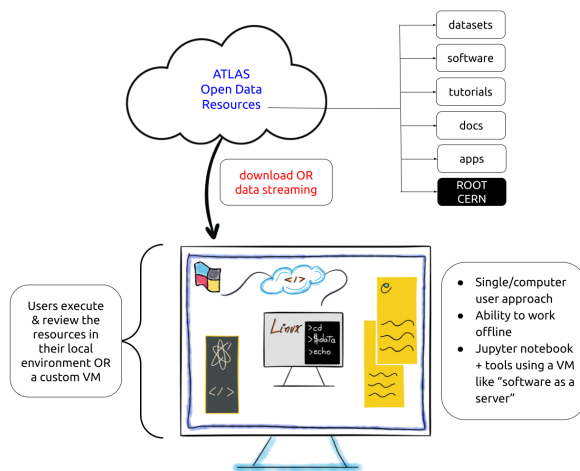 ATLAS
Open Data
Resources
datasets
software
tutorials
docs
apps
ROOT
CERN
download OR
data streaming
Users execute
& review the
resources in
their local
environment OR
a custom VM
</>
Linux
>cd
>$data
>echo
e
</>
● Single/computer
user approach
● Ability to work
offline
● Jupyter notebook
+ tools using a VM
like “software as a
server”